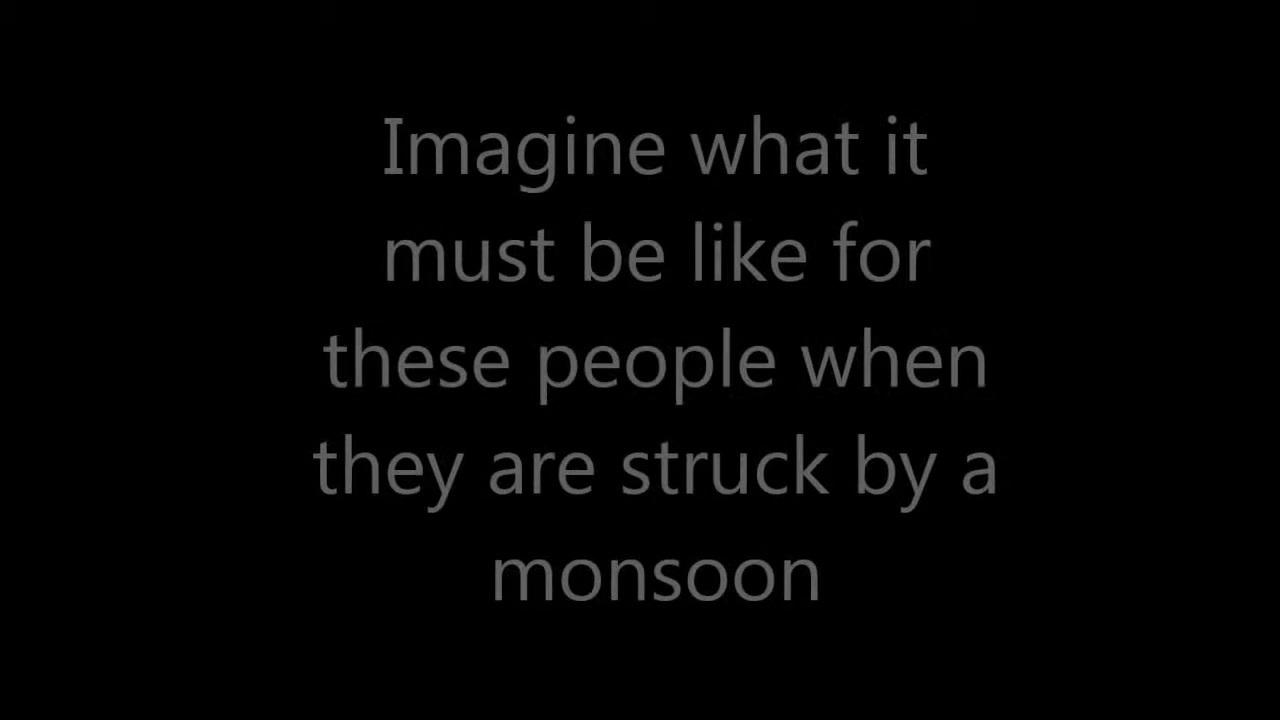 Imagine what it
must be like for
these people when
they are struck by a
monsoon